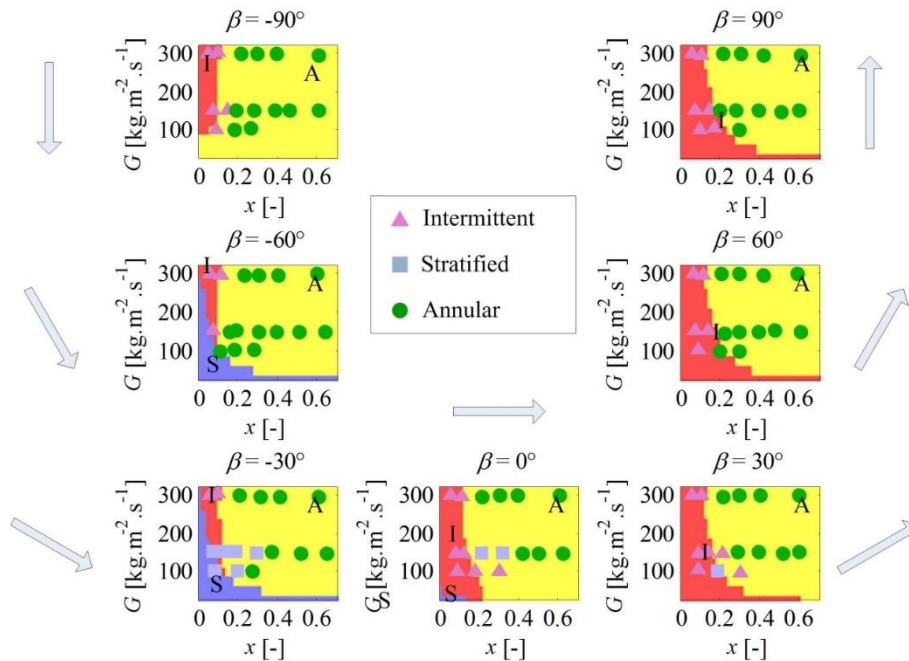 β = -90°
β = 90°
G [kg.m⁻².s⁻¹]
300
200
100
I
A
0 0.2 0.4 0.6
x [-]
G [kg.m⁻².s⁻¹]
300
200
100
A
I
0 0.2 0.4 0.6
x [-]
Intermittent
Stratified
Annular
β = -60°
β = 60°
G [kg.m⁻².s⁻¹]
300
200
100
I
A
S
0 0.2 0.4 0.6
x [-]
G [kg.m⁻².s⁻¹]
300
200
100
A
I
0 0.2 0.4 0.6
x [-]
β = -30°
β = 0°
β = 30°
G [kg.m⁻².s⁻¹]
300
200
100
I
A
S
0 0.2 0.4 0.6
x [-]
G [kg.m⁻².s⁻¹]
S
300
200
100
A
I
S
0 0.2 0.4 0.6
x [-]
G [kg.m⁻².s⁻¹]
300
200
100
A
I
0 0.2 0.4 0.6
x [-]